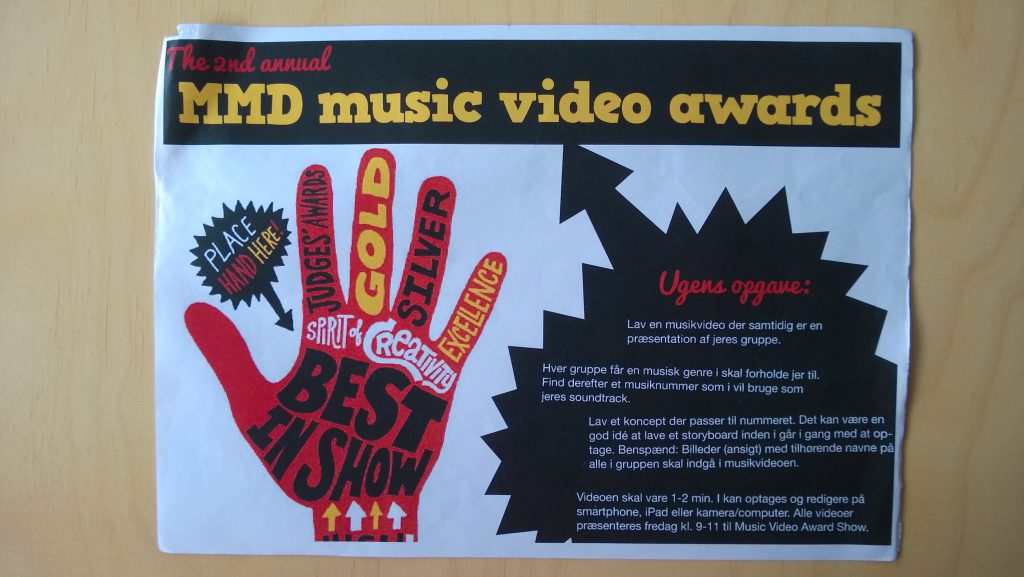 The 2nd annual
MMD music video awards
PLACE
HAND HERE!
JUDGES' AWARDS
GOLD
SILVER
EXCELLENCE
SPIRIT of
CREATIVITY
BEST
IN SHOW
Ugens opgave:
Lav en musikvideo der samtidig er en
præsentation af jeres gruppe.
Hver gruppe får en musisk genre i skal forholde jer til.
Find derefter et musiknummer som i vil bruge som
jeres soundtrack.
Lav et koncept der passer til nummeret. Det kan være en
god idé at lave et storyboard inden i går i gang med at op-
tage. Benspænd: Billeder (ansigt) med tilhørende navne på
alle i gruppen skal indgå i musikvideoen.
Videoen skal vare 1-2 min. I kan optages og redigere på
smartphone, iPad eller kamera/computer. Alle videoer
præsenteres fredag kl. 9-11 til Music Video Award Show.